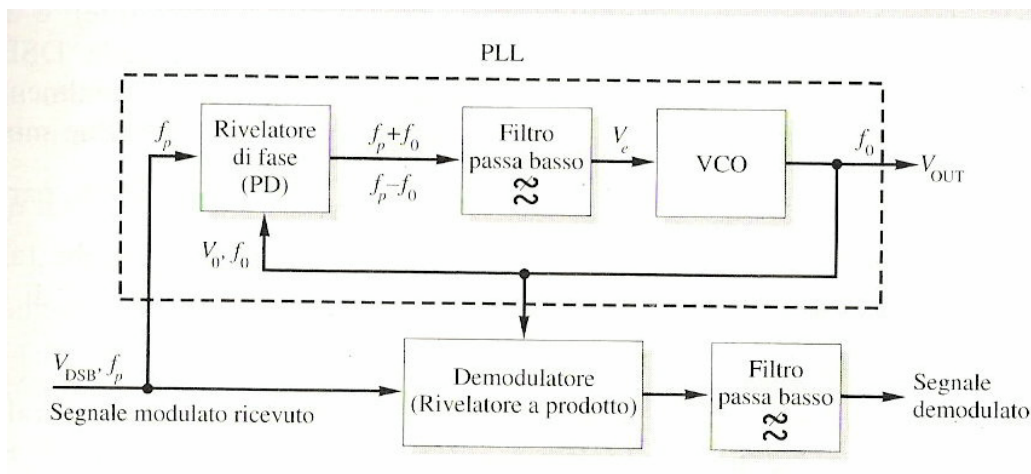 PLL
f_p
Rivelatore
di fase
(PD)
f_p+f_0
f_p−f_0
Filtro
passa basso
V_e
VCO
f_0
V_OUT
V_0, f_0
V_DSB, f_p
Segnale modulato ricevuto
Demodulatore
(Rivelatore a prodotto)
Filtro
passa basso
Segnale
demodulato